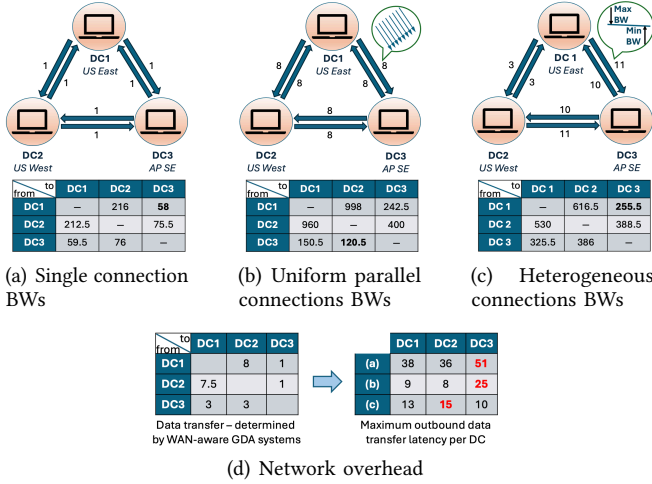 DC1
US East
1
1
1
1
1
1
DC2
US West
DC3
AP SE
to
from
DC1 DC2 DC3
DC1 — 216 58
DC2 212.5 — 75.5
DC3 59.5 76 —
(a) Single connection
BWs
DC1
US East
8
8
8
8
8
8
DC2
US West
DC3
AP SE
to
from
DC1 DC2 DC3
DC1 — 998 242.5
DC2 960 — 400
DC3 150.5 120.5 —
(b) Uniform parallel
connections BWs
Max
BW
Min
BW
DC 1
US East
3
3
11
10
10
11
DC2
US West
DC3
AP SE
to
from
DC 1 DC 2 DC 3
DC 1 — 616.5 255.5
DC 2 530 — 388.5
DC 3 325.5 386 —
(c) Heterogeneous
connections BWs
to
from
DC1 DC2 DC3
DC1 8 1
DC2 7.5 1
DC3 3 3
Data transfer – determined
by WAN-aware GDA systems
DC1 DC2 DC3
(a) 38 36 51
(b) 9 8 25
(c) 13 15 10
Maximum outbound data
transfer latency per DC
(d) Network overhead